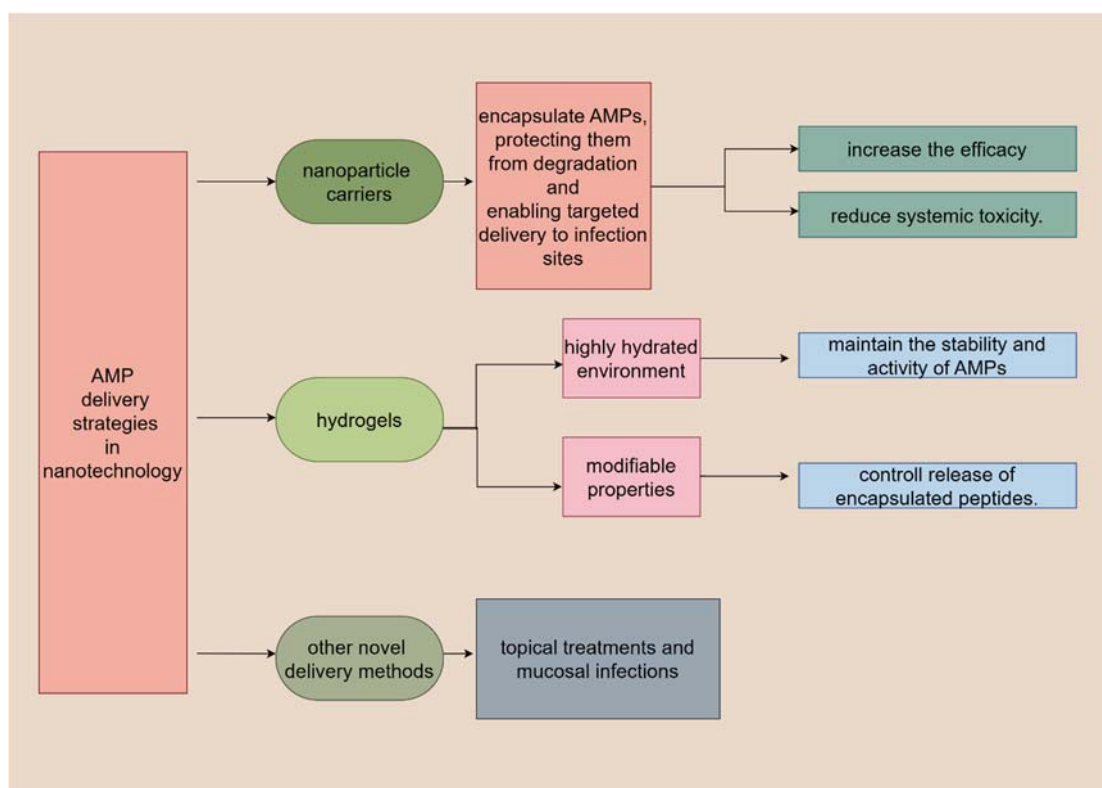 AMP
delivery
strategies
in
nanotechnology
nanoparticle
carriers
encapsulate AMPs,
protecting them
from degradation
and
enabling targeted
delivery to infection
sites
increase the efficacy
reduce systemic toxicity.
hydrogels
highly hydrated
environment
maintain the stability and
activity of AMPs
modifiable
properties
controll release of
encapsulated peptides.
other novel
delivery methods
topical treatments and
mucosal infections